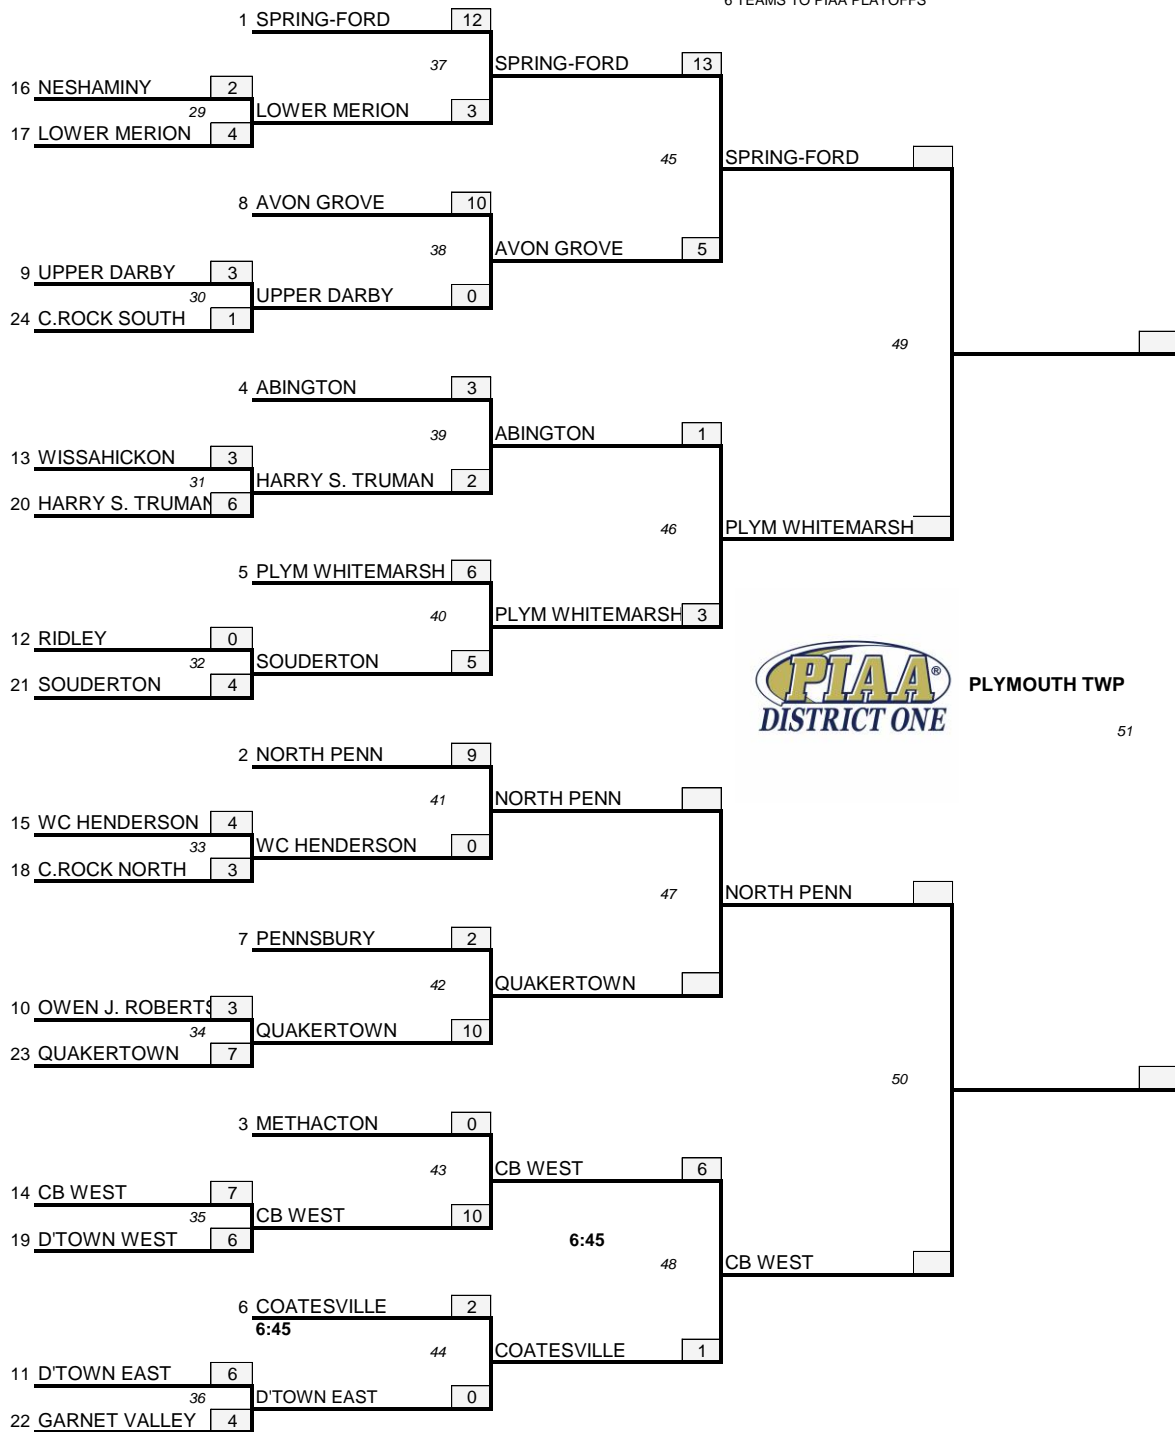 6 TEAMS TO PIAA PLAYOFFS
1 SPRING-FORD 12
37 SPRING-FORD 13
16 NESHAMINY 2
29 LOWER MERION 3
17 LOWER MERION 4
45 SPRING-FORD
8 AVON GROVE 10
38 AVON GROVE 5
9 UPPER DARBY 3
30 UPPER DARBY 0
24 C.ROCK SOUTH 1
49
4 ABINGTON 3
39 ABINGTON 1
13 WISSAHICKON 3
31 HARRY S. TRUMAN 2
20 HARRY S. TRUMAN 6
46 PLYM WHITEMARSH
5 PLYM WHITEMARSH 6
40 PLYM WHITEMARSH 3
12 RIDLEY 0
32 SOUDERTON 5
21 SOUDERTON 4
PIAA®
DISTRICT ONE
PLYMOUTH TWP
51
2 NORTH PENN 9
41 NORTH PENN
15 WC HENDERSON 4
33 WC HENDERSON 0
18 C.ROCK NORTH 3
47 NORTH PENN
7 PENNSBURY 2
42 QUAKERTOWN
10 OWEN J. ROBERTS 3
34 QUAKERTOWN 10
23 QUAKERTOWN 7
50
3 METHACTON 0
43 CB WEST 6
14 CB WEST 7
35 CB WEST 10
19 D'TOWN WEST 6
6:45
48 CB WEST
6 COATESVILLE 2
6:45
44 COATESVILLE 1
11 D'TOWN EAST 6
36 D'TOWN EAST 0
22 GARNET VALLEY 4